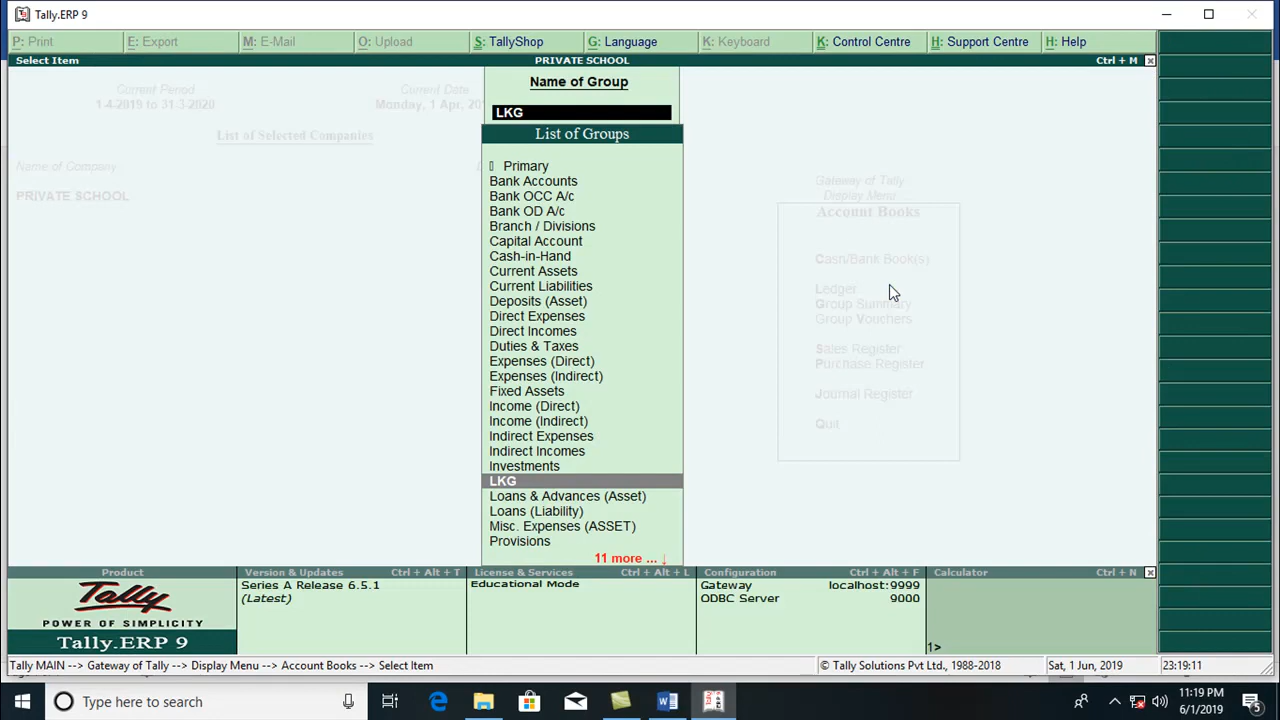 Tally.ERP 9
P: Print
E: Export
M: E-Mail
O: Upload
S: TallyShop
G: Language
K: Keyboard
K: Control Centre
H: Support Centre
H: Help
Select Item
PRIVATE SCHOOL
Ctrl + M
Current Period
1-4-2019 to 31-3-2020
Current Date
Monday, 1 Apr, 20
List of Selected Companies
Name of Company
PRIVATE SCHOOL
Name of Group
LKG
List of Groups
Primary
Bank Accounts
Bank OCC A/c
Bank OD A/c
Branch / Divisions
Capital Account
Cash-in-Hand
Current Assets
Current Liabilities
Deposits (Asset)
Direct Expenses
Direct Incomes
Duties & Taxes
Expenses (Direct)
Expenses (Indirect)
Fixed Assets
Income (Direct)
Income (Indirect)
Indirect Expenses
Indirect Incomes
Investments
LKG
Loans & Advances (Asset)
Loans (Liability)
Misc. Expenses (ASSET)
Provisions
11 more ... ↓
Gateway of Tally
Display Menu
Account Books
Cash/Bank Book(s)
Ledger
Group Summary
Group Vouchers
Sales Register
Purchase Register
Journal Register
Quit
Product
Tally
POWER OF SIMPLICITY
Tally.ERP 9
Version & Updates Ctrl + Alt + T
Series A Release 6.5.1
(Latest)
License & Services Ctrl + Alt + L
Educational Mode
Configuration Ctrl + Alt + F
Gateway localhost:9999
ODBC Server 9000
Calculator Ctrl + N
1>
Tally MAIN --> Gateway of Tally --> Display Menu --> Account Books --> Select Item
© Tally Solutions Pvt Ltd., 1988-2018
Sat, 1 Jun, 2019
23:19:11
Type here to search
11:19 PM
6/1/2019
5